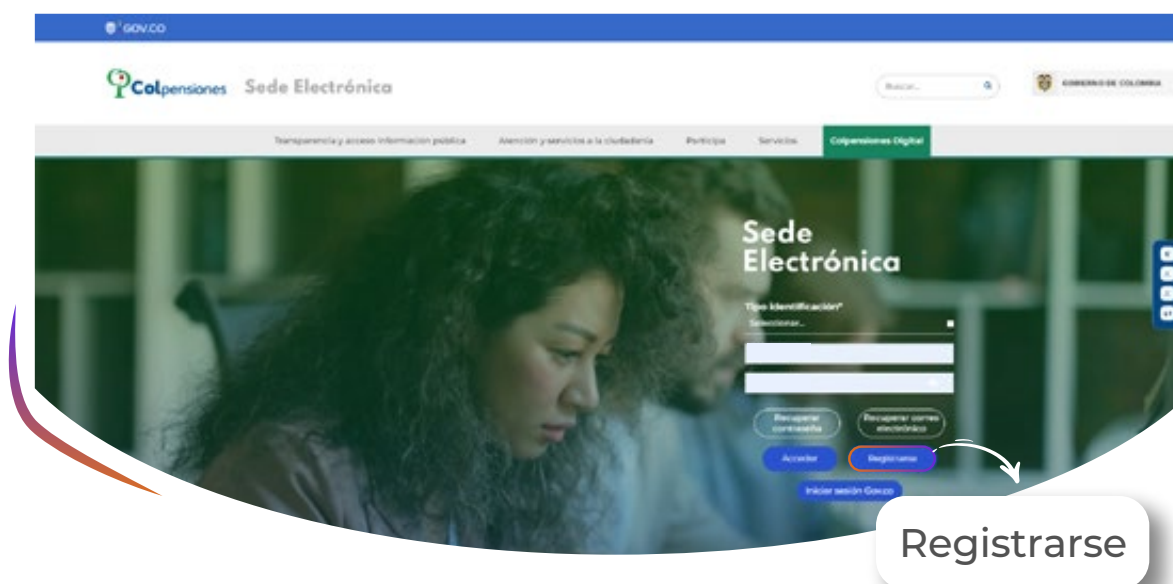 GOV.CO
Colpensiones Sede Electrónica
Buscar...
GOBIERNO DE COLOMBIA
Transparencia y acceso información pública Atención y servicios a la ciudadanía Participa Servicios Colpensiones Digital
Sede
Electrónica
Tipo Identificación*
Seleccionar...
Recuperar
contraseña
Recuperar correo
electrónico
Acceder
Registrarse
Iniciar sesión Gov.co
Registrarse